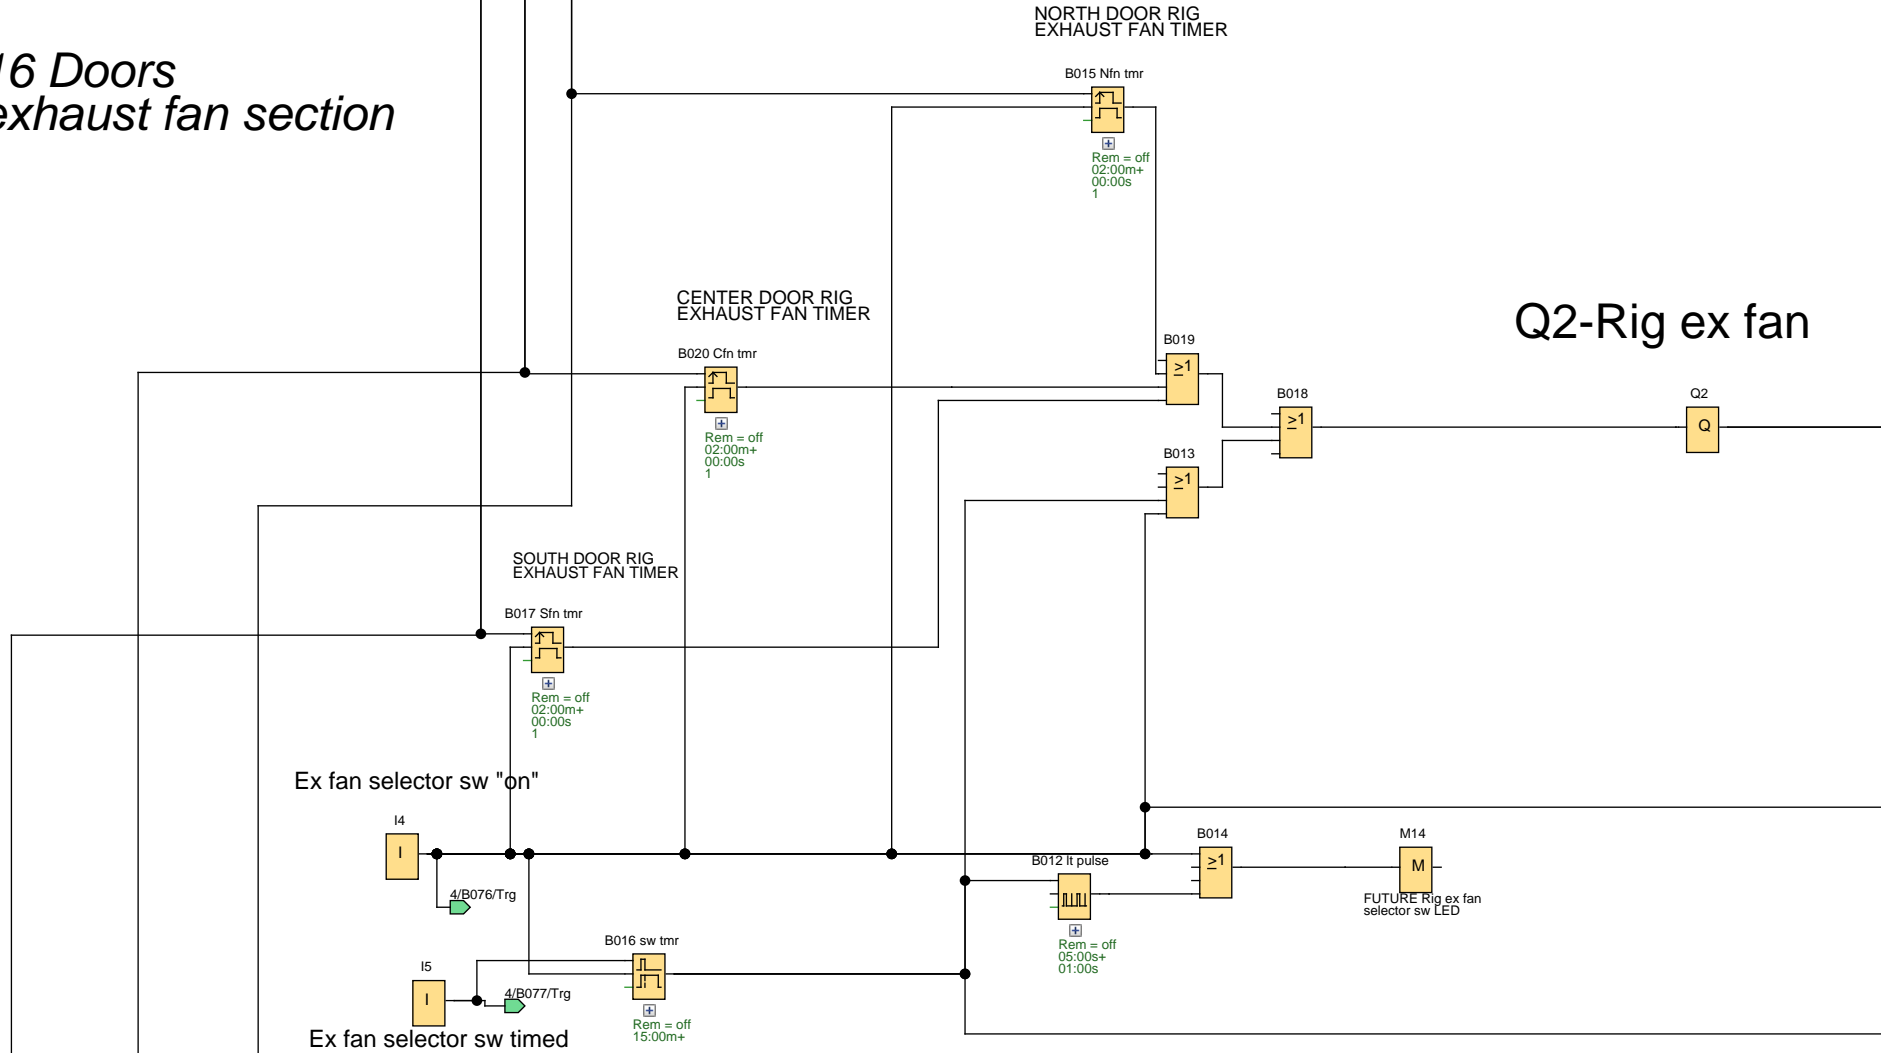 NORTH DOOR RIG
EXHAUST FAN TIMER
16 Doors
exhaust fan section
B015 Nfn tmr
Rem = off
02:00m+
00:00s
1
CENTER DOOR RIG
EXHAUST FAN TIMER
B020 Cfn tmr
Rem = off
02:00m+
00:00s
1
B019
≥1
Q2-Rig ex fan
B018
≥1
Q2
Q
B013
≥1
SOUTH DOOR RIG
EXHAUST FAN TIMER
B017 Sfn tmr
Rem = off
02:00m+
00:00s
1
Ex fan selector sw "on"
I4
I
4/B076/Trg
B012 lt pulse
Rem = off
05:00s+
01:00s
B014
≥1
M14
M
FUTURE Rig ex fan
selector sw LED
B016 sw tmr
Rem = off
15:00m+
I5
I
4/B077/Trg
Ex fan selector sw timed